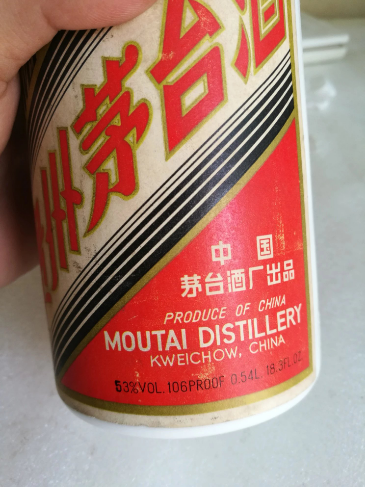 州茅台酒
中国
茅台酒厂出品
PRODUCE OF CHINA
MOUTAI DISTILLERY
KWEICHOW, CHINA
53%VOL. 106PROOF 0.54L 18.3FL.OZ